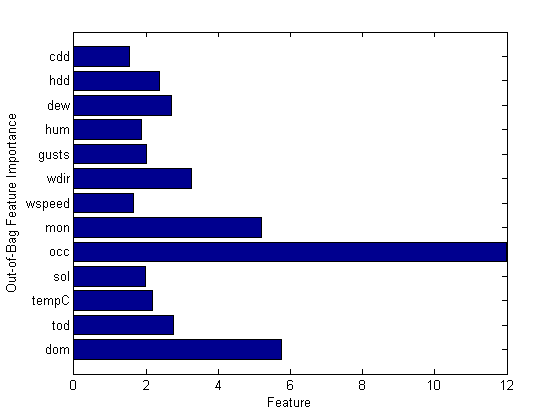 cdd
hdd
dew
hum
gusts
wdir
wspeed
mon
occ
sol
tempC
tod
dom
Out-of-Bag Feature Importance
0 2 4 6 8 10 12
Feature